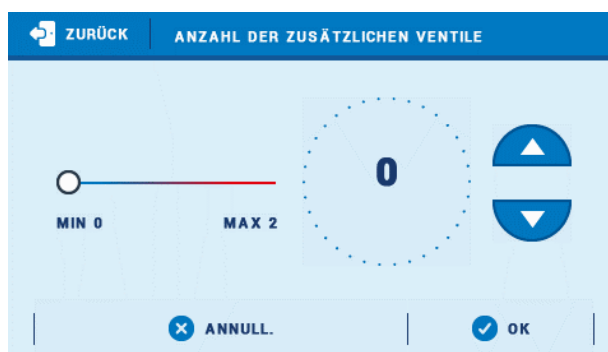 ZURÜCK ANZAHL DER ZUSÄTZLICHEN VENTILE
0
MIN 0 MAX 2
ANNULL. OK